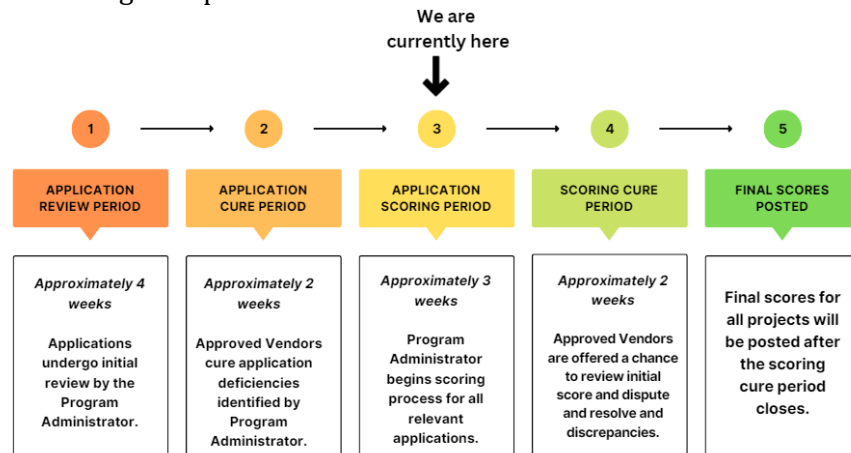 We are
currently here
1
2
3
4
5
APPLICATION
REVIEW PERIOD
APPLICATION
CURE PERIOD
APPLICATION
SCORING PERIOD
SCORING CURE
PERIOD
FINAL SCORES
POSTED
Approximately 4
weeks
Applications
undergo initial
review by the
Program
Administrator.
Approximately 2
weeks
Approved Vendors
cure application
deficiencies
identified by
Program
Administrator.
Approximately 3
weeks
Program
Administrator
begins scoring
process for all
relevant
applications.
Approximately 2
weeks
Approved Vendors
are offered a chance
to review initial
score and dispute
and resolve and
discrepancies.
Final scores for
all projects will
be posted after
the scoring
cure period
closes.